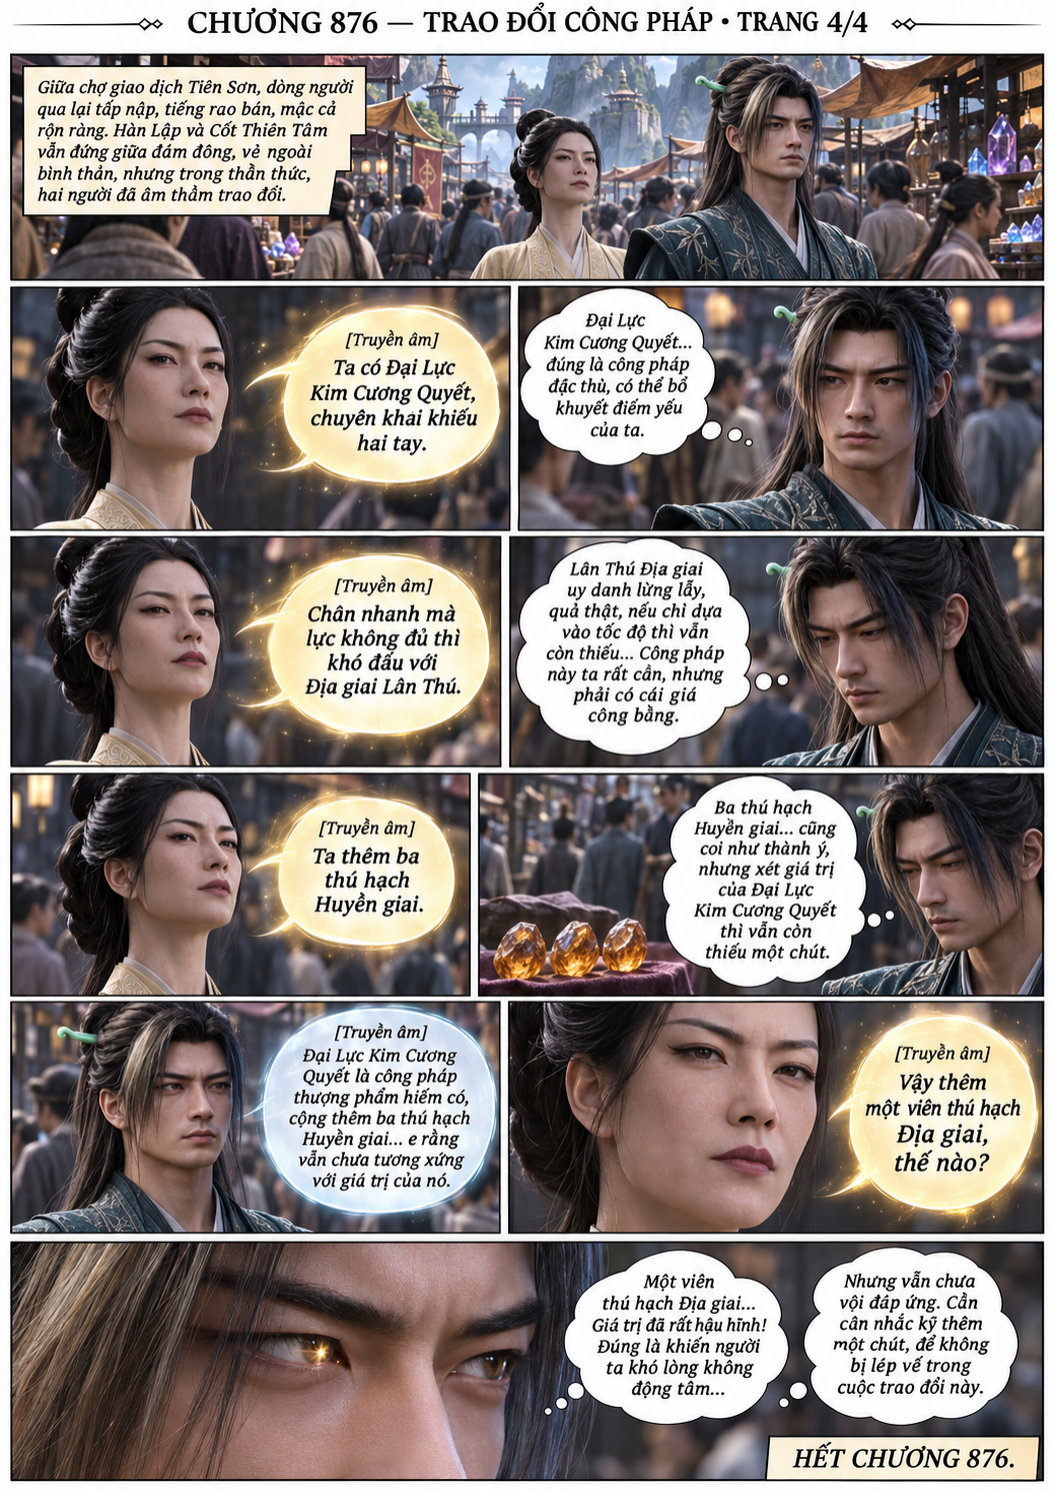 CHƯƠNG 876 — TRAO ĐỔI CÔNG PHÁP • TRANG 4/4
Giữa chợ giao dịch Tiên Sơn, dòng người
qua lại tấp nập, tiếng rao bán, mặc cả
rộn ràng. Hàn Lập và Cốt Thiên Tâm
vẫn đứng giữa đám đông, vẻ ngoài
bình thản, nhưng trong thần thức,
hai người đã âm thầm trao đổi.
[Truyền âm]
Ta có Đại Lực
Kim Cương Quyết,
chuyên khai khiếu
hai tay.
Đại Lực
Kim Cương Quyết...
đúng là công pháp
đặc thù, có thể bổ
khuyết điểm yếu
của ta.
[Truyền âm]
Chân nhanh mà
lực không đủ thì
khó đấu với
Địa giai Lân Thú.
Lân Thú Địa giai
uy danh lừng lẫy,
quả thật, nếu chỉ dựa
vào tốc độ thì vẫn
còn thiếu... Công pháp
này ta rất cần, nhưng
phải có cái giá
công bằng.
[Truyền âm]
Ta thêm ba
thú hạch
Huyền giai.
Ba thú hạch
Huyền giai... cũng
coi như thành ý,
nhưng xét giá trị
của Đại Lực
Kim Cương Quyết
thì vẫn còn
thiếu một chút.
[Truyền âm]
Đại Lực Kim Cương
Quyết là công pháp
thượng phẩm hiếm có,
cộng thêm ba thú hạch
Huyền giai... e rằng
vẫn chưa tương xứng
với giá trị của nó.
[Truyền âm]
Vậy thêm
một viên thú hạch
Địa giai,
thế nào?
Một viên
thú hạch Địa giai...
Giá trị đã rất hậu hĩnh!
Đúng là khiến người
ta khó lòng không
động tâm...
Nhưng vẫn chưa
vội đáp ứng. Cần
cân nhắc kỹ thêm
một chút, để không
bị lép vế trong
cuộc trao đổi này.
HẾT CHƯƠNG 876.